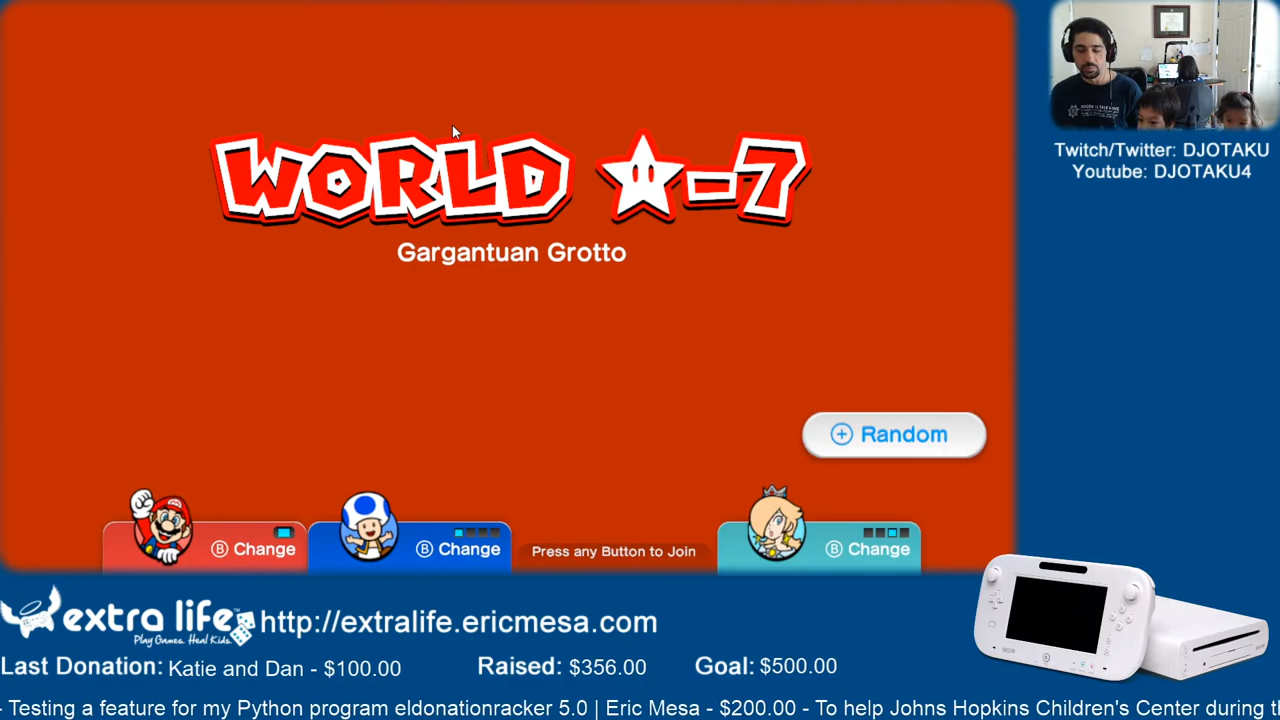 WORLD ★-7
Gargantuan Grotto
Twitch/Twitter: DJOTAKU
Youtube: DJOTAKU4
+ Random
B Change
B Change
Press any Button to Join
B Change
extra life
Play Games. Heal Kids.
http://extralife.ericmesa.com
Last Donation: Katie and Dan - $100.00 Raised: $356.00 Goal: $500.00
- Testing a feature for my Python program eldonationracker 5.0 | Eric Mesa - $200.00 - To help Johns Hopkins Children's Center during t